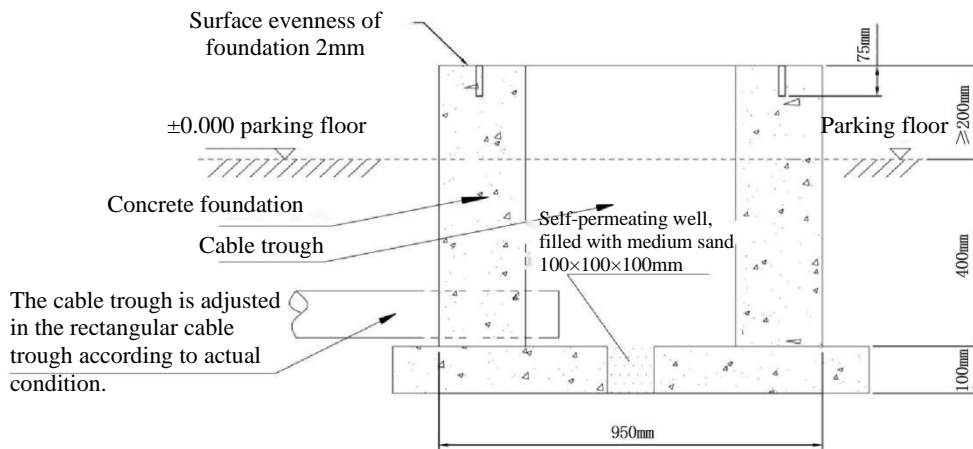 Surface evenness of
foundation 2mm
75mm
≥200mm
±0.000 parking floor
Parking floor
Concrete foundation
Cable trough
Self-permeating well,
filled with medium sand
100×100×100mm
400mm
The cable trough is adjusted
in the rectangular cable
trough according to actual
condition.
100mm
950mm